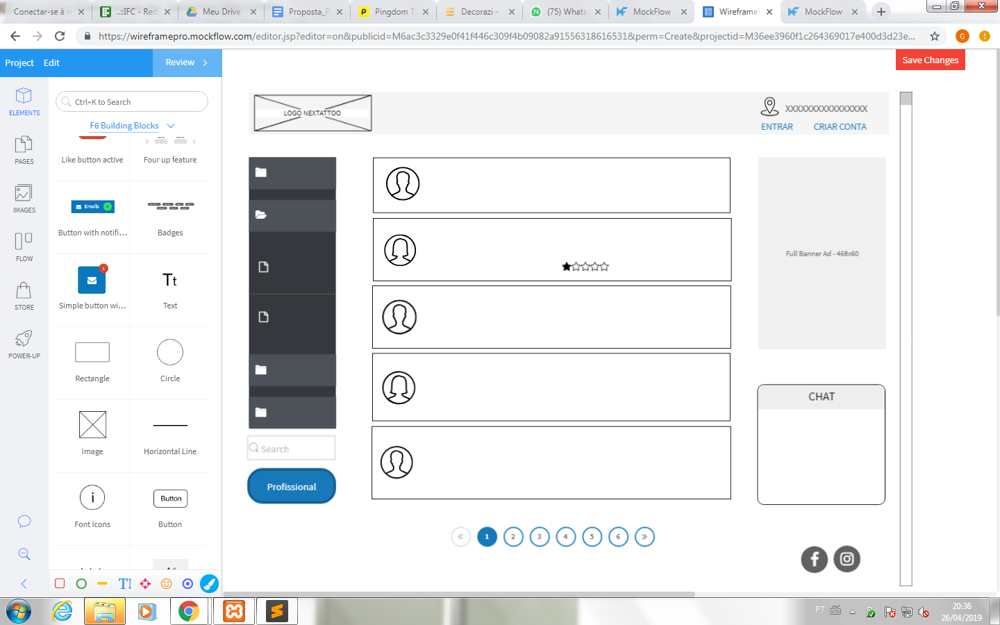 Conectar-se à r
..::IFC - Red
Meu Drive
Proposta_P
Pingdom T
Decorazi –
(75) Whats
MockFlow
Wireframe
MockFlow
https://wireframepro.mockflow.com/editor.jsp?editor=on&publicid=M6ac3c3329e0f41f446c309f4b09082a91556318616531&perm=Create&projectid=M36ee3960f1c264369017e400d3d23e...
G
Project Edit Review
Save Changes
ELEMENTS
PAGES
IMAGES
FLOW
STORE
POWER-UP
Ctrl+K to Search
F6 Building Blocks
Like button active
Four up feature
Emails
Button with notifi...
Badges
1
Simple button wi...
Tt
Text
Rectangle
Circle
Image
Horizontal Line
i
Font Icons
Button
Button
LOGO NEXTATTOO
XXXXXXXXXXXXXXXX
ENTRAR CRIAR CONTA
Search
Profissional
Full Banner Ad - 468x60
CHAT
« 1 2 3 4 5 6 »
PT
20:36
26/04/2019